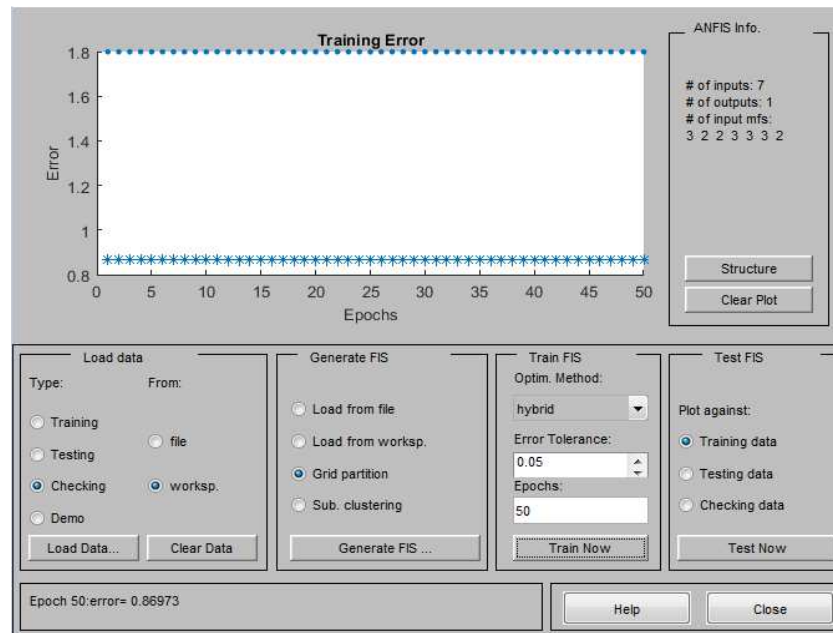 Training Error
1.8
1.6
1.4
1.2
1
0.8
Error
0 5 10 15 20 25 30 35 40 45 50
Epochs
ANFIS Info.
# of inputs: 7
# of outputs: 1
# of input mfs:
3 2 2 3 3 3 2
Structure
Clear Plot
Load data
Type: From:
Training
Testing
Checking
Demo
file
worksp.
Load Data... Clear Data
Generate FIS
Load from file
Load from worksp.
Grid partition
Sub. clustering
Generate FIS ...
Train FIS
Optim. Method:
hybrid
Error Tolerance:
0.05
Epochs:
50
Train Now
Test FIS
Plot against:
Training data
Testing data
Checking data
Test Now
Epoch 50:error= 0.86973
Help Close